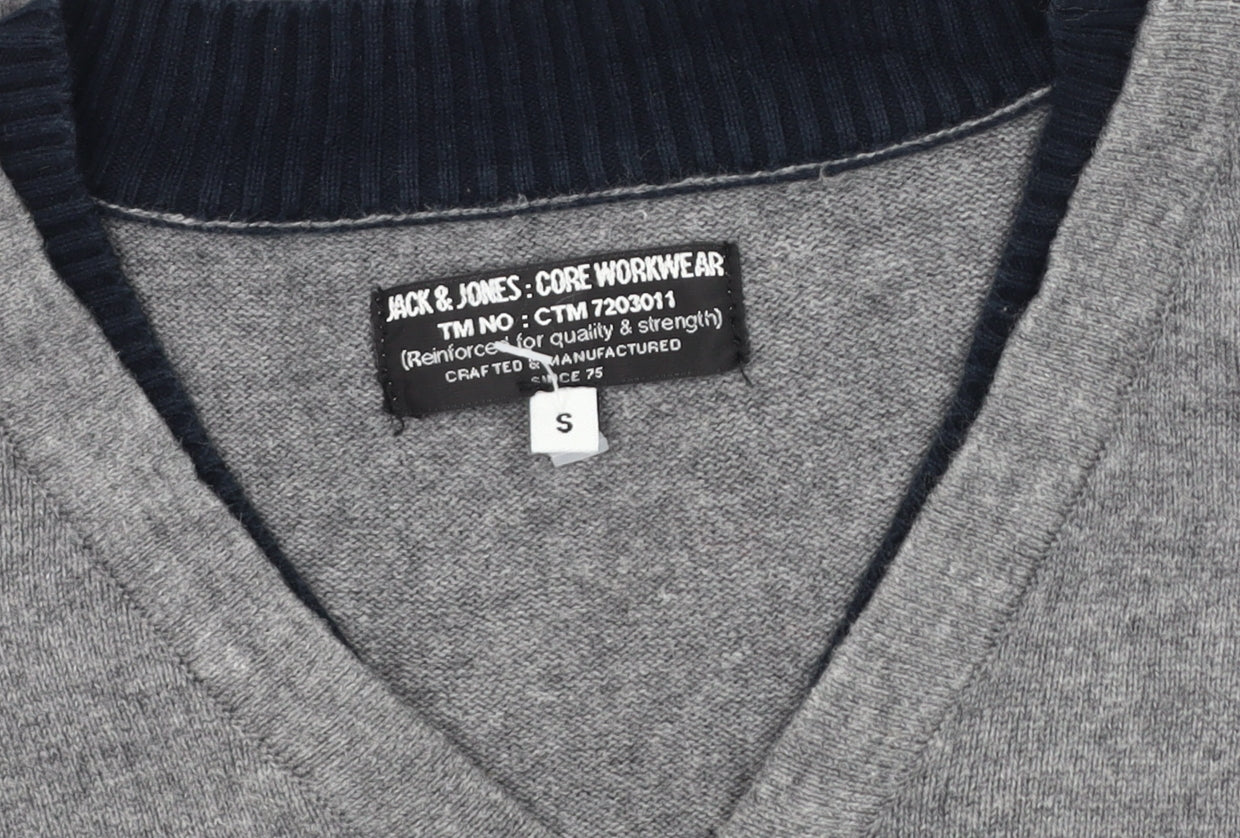 JACK & JONES : CORE WORKWEAR
TM NO : CTM 7203011
(Reinforced for quality & strength)
CRAFTED & MANUFACTURED
SINCE 75
S